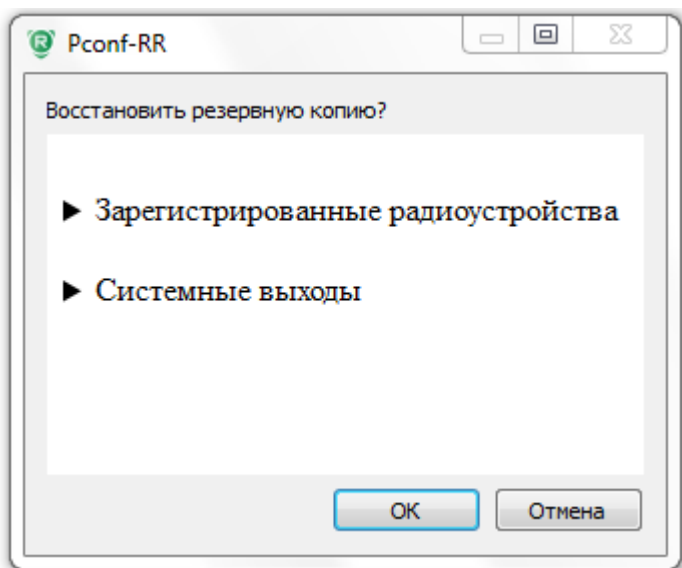 Pconf-RR
Восстановить резервную копию?
Зарегистрированные радиоустройства
Системные выходы
ОК
Отмена